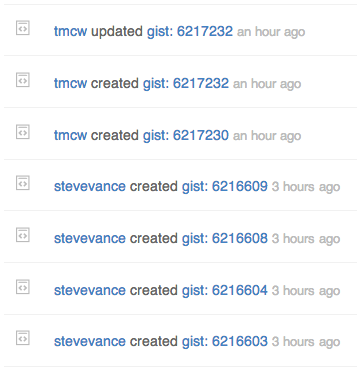 tmcw updated gist: 6217232 an hour ago
tmcw created gist: 6217232 an hour ago
tmcw created gist: 6217230 an hour ago
stevevance created gist: 6216609 3 hours ago
stevevance created gist: 6216608 3 hours ago
stevevance created gist: 6216604 3 hours ago
stevevance created gist: 6216603 3 hours ago